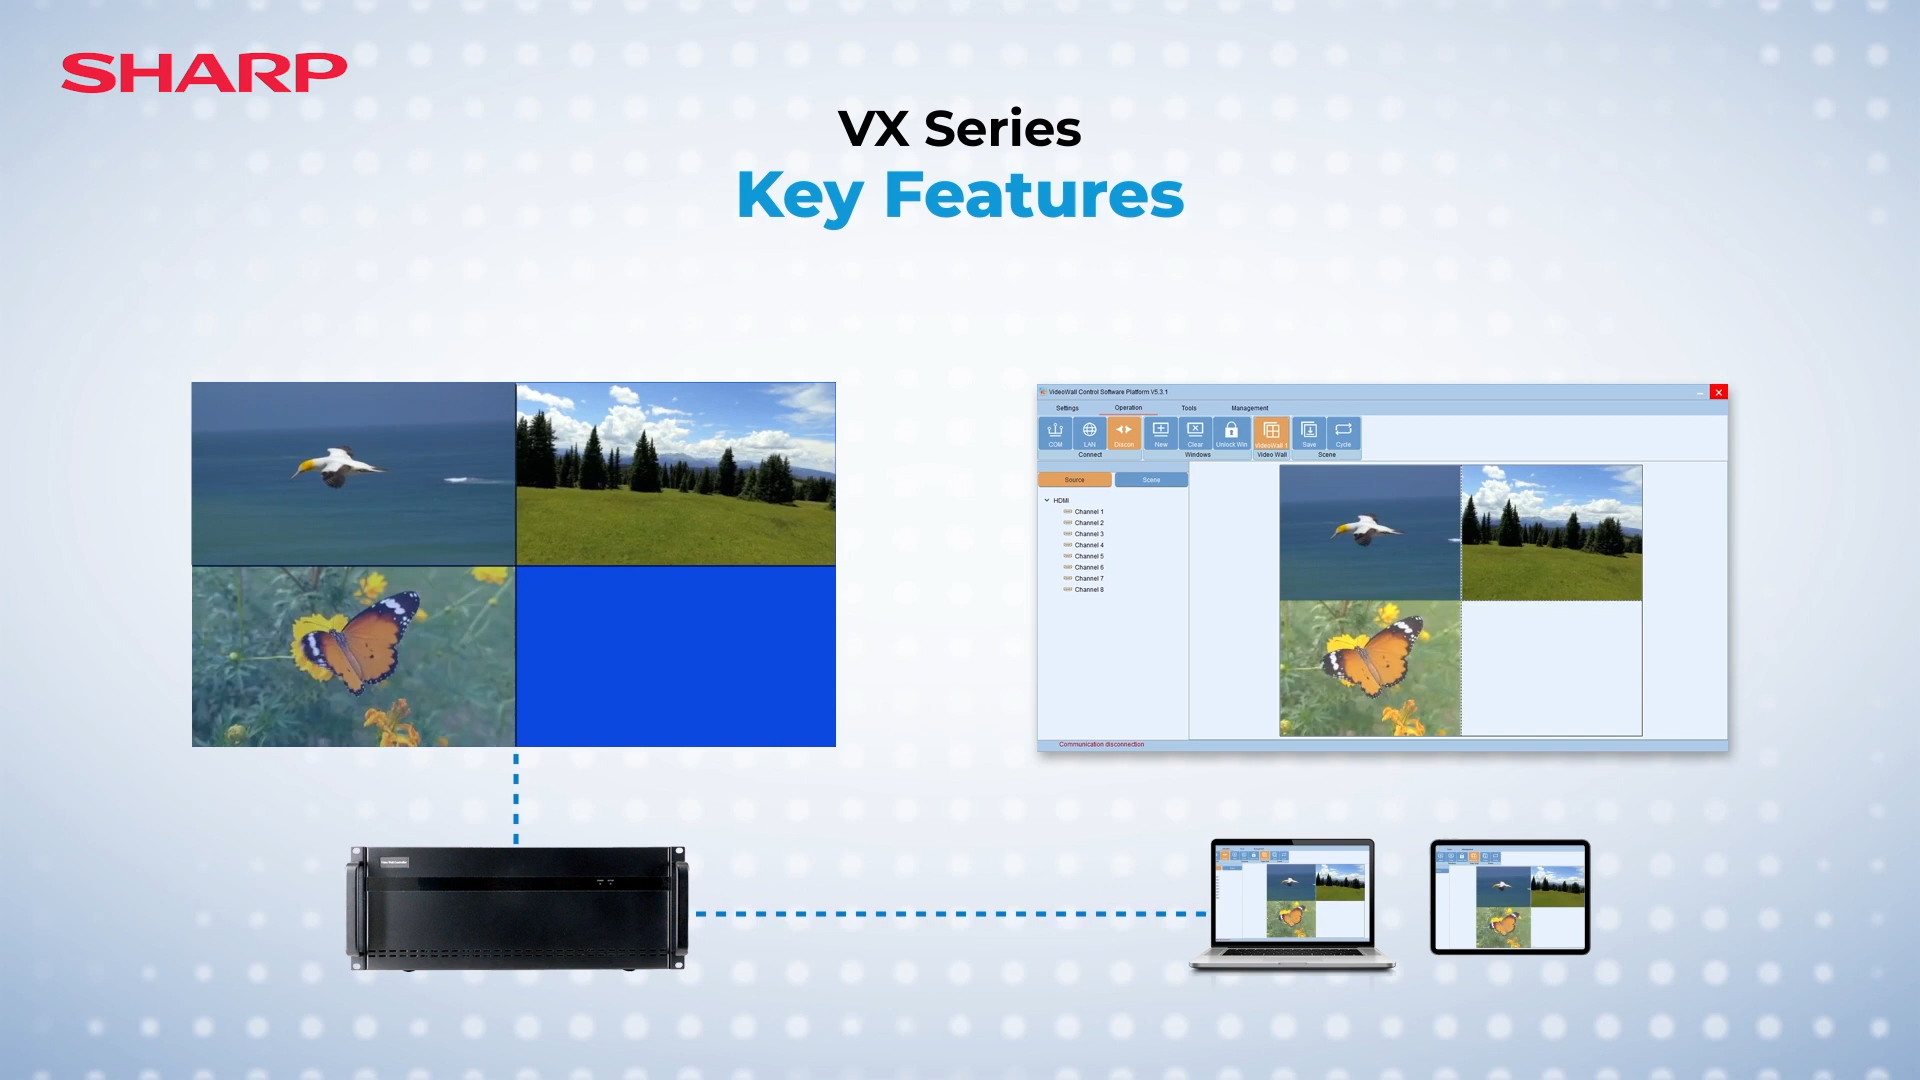 SHARP
VX Series
Key Features
VideoWall Control Software Platform V5.3.1
Settings Operation Tools Management
COM LAN Discon New Clear Unlock Win VideoWall 1 Save Cycle
Connect Windows Video Wall Scene
Source Scene
HDMI
Channel 1
Channel 2
Channel 3
Channel 4
Channel 5
Channel 6
Channel 7
Channel 8
Communication disconnection